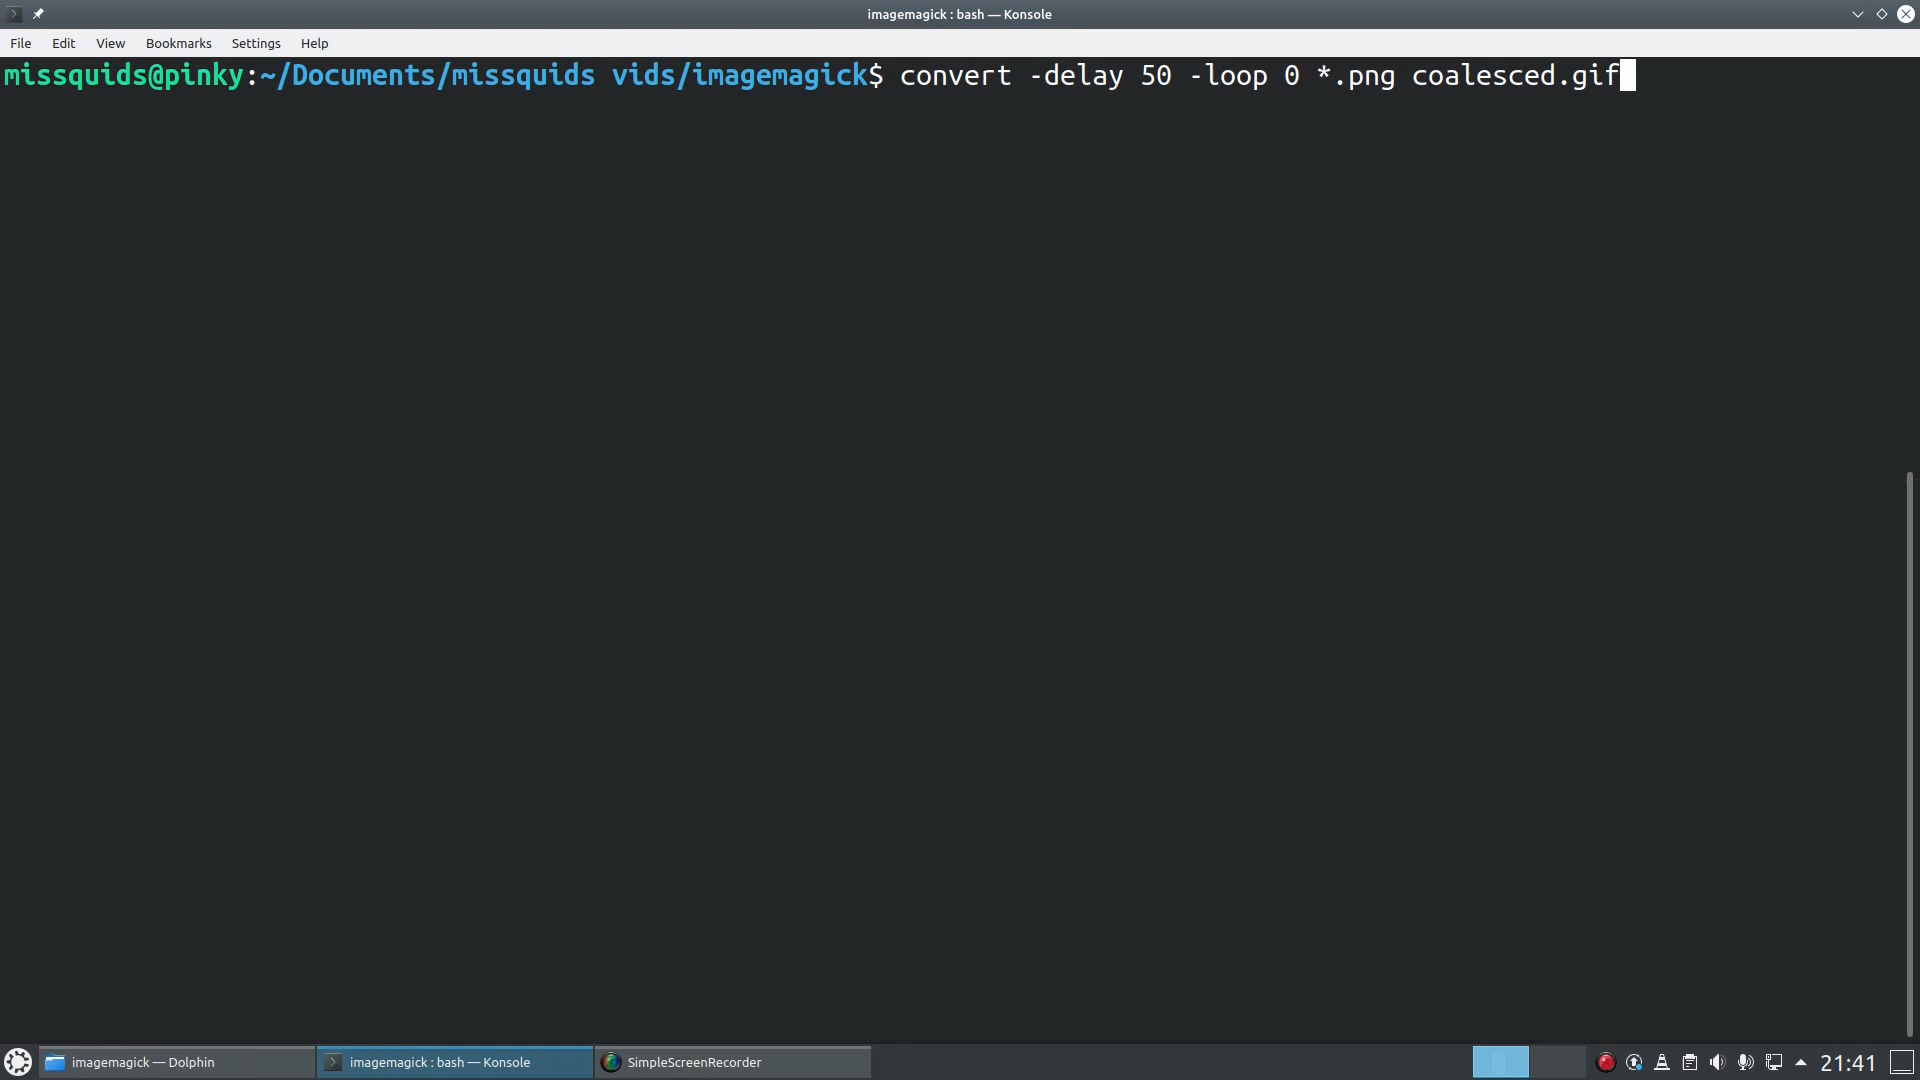 imagemagick : bash — Konsole
File Edit View Bookmarks Settings Help
missquids@pinky:~/Documents/missquids vids/imagemagick$ convert -delay 50 -loop 0 *.png coalesced.gif
imagemagick — Dolphin imagemagick : bash — Konsole SimpleScreenRecorder 21:41